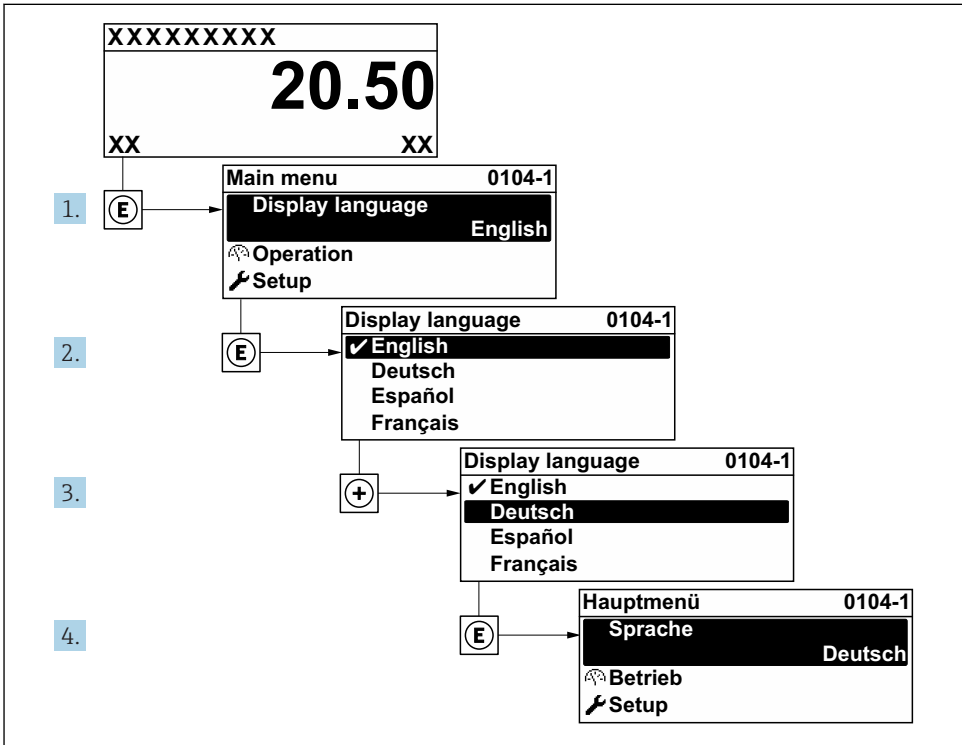 XXXXXXXXX
20.50
XX XX
1. E
Main menu 0104-1
Display language
English
Operation
Setup
2. E
Display language 0104-1
✔English
Deutsch
Español
Français
3. +
Display language 0104-1
✔English
Deutsch
Español
Français
4. E
Hauptmenü 0104-1
Sprache
Deutsch
Betrieb
Setup